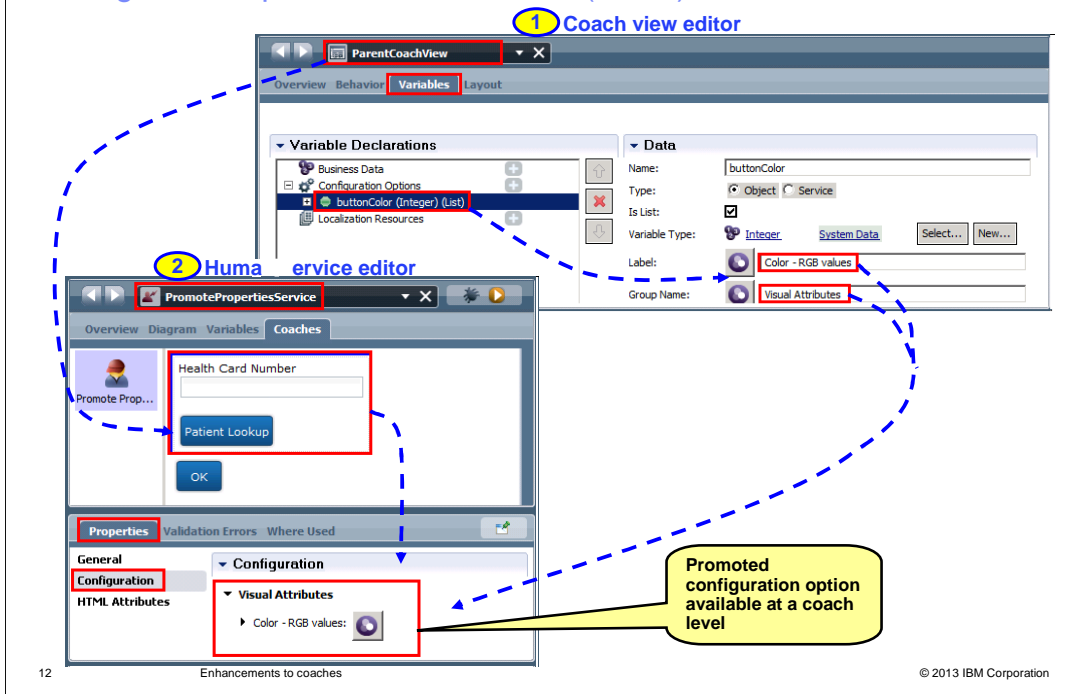 1 Coach view editor
ParentCoachView
Overview Behavior Variables Layout
Variable Declarations
Business Data
Configuration Options
buttonColor (Integer) (List)
Localization Resources
Data
Name: buttonColor
Type: Object Service
Is List:
Variable Type: Integer System Data Select... New...
Label: Color - RGB values
Group Name: Visual Attributes
2 Huma ervice editor
PromotePropertiesService
Overview Diagram Variables Coaches
Promote Prop...
Health Card Number
Patient Lookup
OK
Properties Validation Errors Where Used
General
Configuration
HTML Attributes
Configuration
Visual Attributes
Color - RGB values:
Promoted
configuration option
available at a coach
level
12 Enhancements to coaches © 2013 IBM Corporation